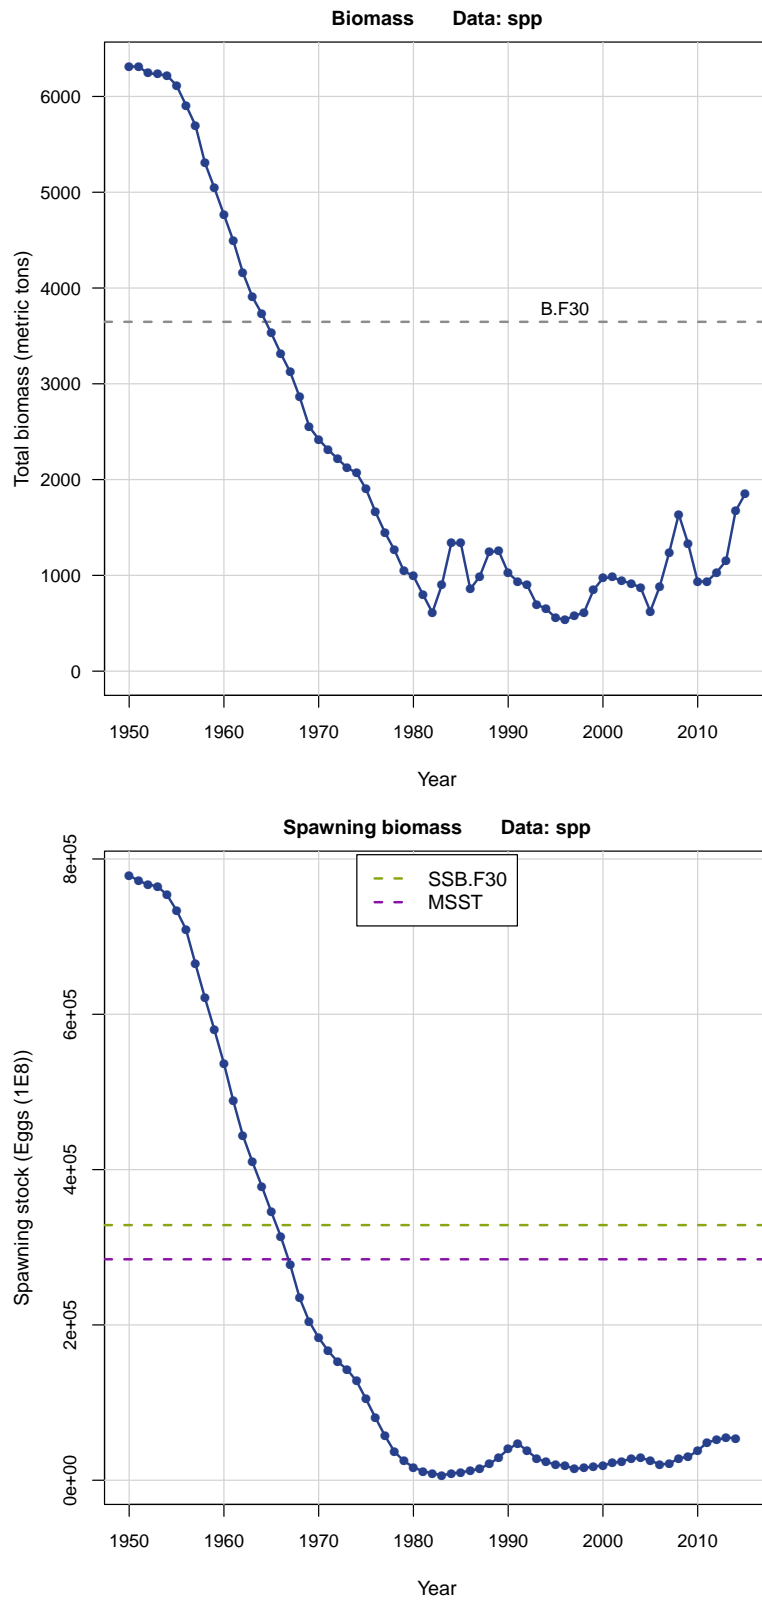 Biomass Data: spp
Total biomass (metric tons)
6000
5000
4000
3000
2000
1000
0
B.F30
1950 1960 1970 1980 1990 2000 2010
Year
Spawning biomass Data: spp
Spawning stock (Eggs (1E8))
8e+05
6e+05
4e+05
2e+05
0e+00
SSB.F30
MSST
1950 1960 1970 1980 1990 2000 2010
Year